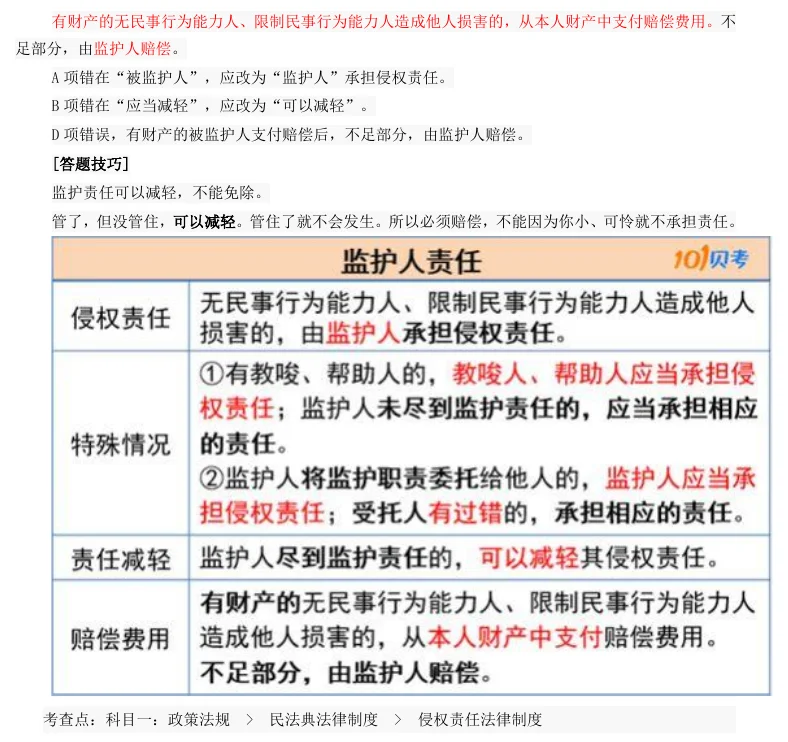 有财产的无民事行为能力人、限制民事行为能力人造成他人损害的，从本人财产中支付赔偿费用。不
足部分，由监护人赔偿。
A 项错在“被监护人”，应改为“监护人”承担侵权责任。
B 项错在“应当减轻”，应改为“可以减轻”。
D 项错误，有财产的被监护人支付赔偿后，不足部分，由监护人赔偿。
[答题技巧]
监护责任可以减轻，不能免除。
管了，但没管住，可以减轻。管住了就不会发生。所以必须赔偿，不能因为你小、可怜就不承担责任。
监护人责任
101贝考
侵权责任
无民事行为能力人、限制民事行为能力人造成他人
损害的，由监护人承担侵权责任。
特殊情况
①有教唆、帮助人的，教唆人、帮助人应当承担侵
权责任；监护人未尽到监护责任的，应当承担相应
的责任。
②监护人将监护职责委托给他人的，监护人应当承
担侵权责任；受托人有过错的，承担相应的责任。
责任减轻
监护人尽到监护责任的，可以减轻其侵权责任。
赔偿费用
有财产的无民事行为能力人、限制民事行为能力人
造成他人损害的，从本人财产中支付赔偿费用。
不足部分，由监护人赔偿。
考查点：科目一：政策法规 > 民法典法律制度 > 侵权责任法律制度